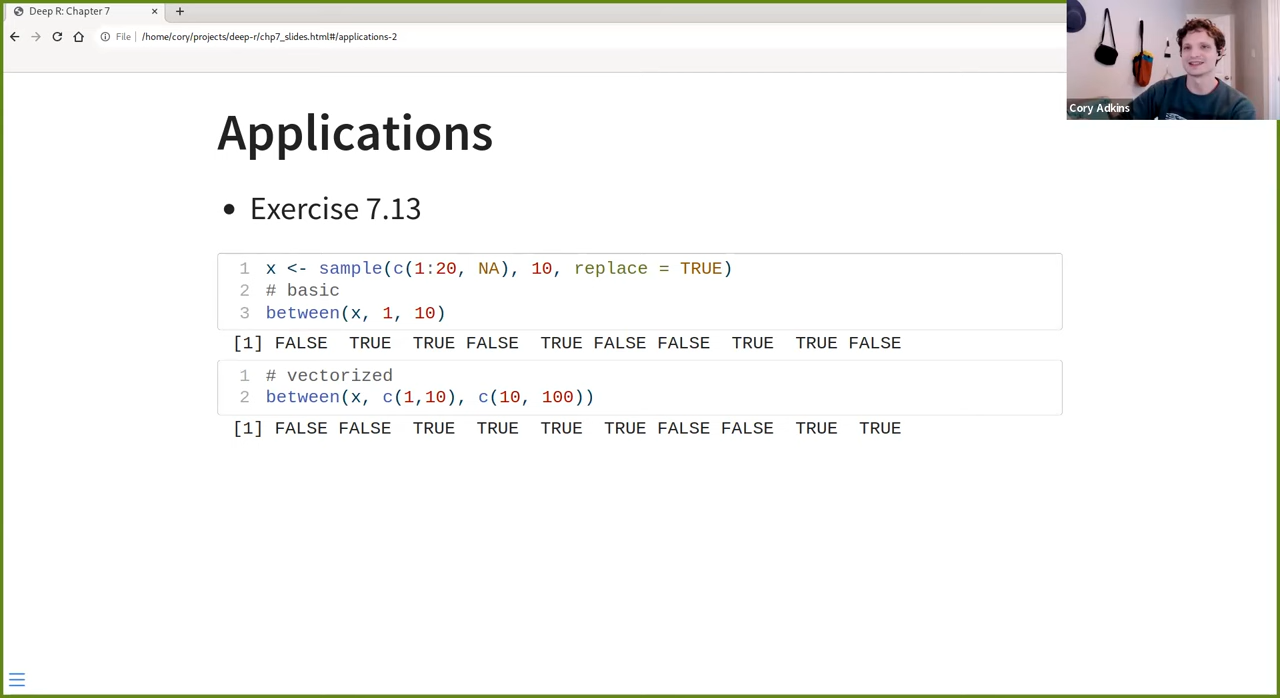 Deep R: Chapter 7
File | /home/cory/projects/deep-r/chp7_slides.html#/applications-2
Cory Adkins
Applications
• Exercise 7.13
1 x <- sample(c(1:20, NA), 10, replace = TRUE)
2 # basic
3 between(x, 1, 10)
[1] FALSE  TRUE  TRUE FALSE  TRUE FALSE FALSE  TRUE  TRUE FALSE
1 # vectorized
2 between(x, c(1,10), c(10, 100))
[1] FALSE FALSE  TRUE  TRUE  TRUE  TRUE FALSE FALSE  TRUE  TRUE